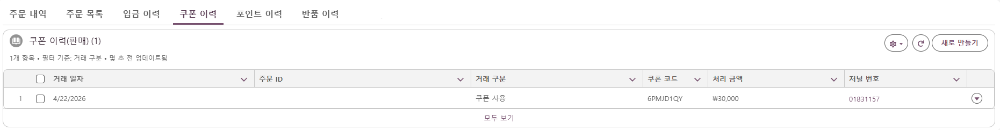 주문 내역 주문 목록 입금 이력 쿠폰 이력 포인트 이력 반품 이력
쿠폰 이력(판매) (1)
새로 만들기
1개 항목 • 필터 기준: 거래 구분 • 몇 초 전 업데이트됨
거래 일자 주문 ID 거래 구분 쿠폰 코드 처리 금액 저널 번호
1 4/22/2026 쿠폰 사용 6PMJD1QY ₩30,000 01831157
모두 보기